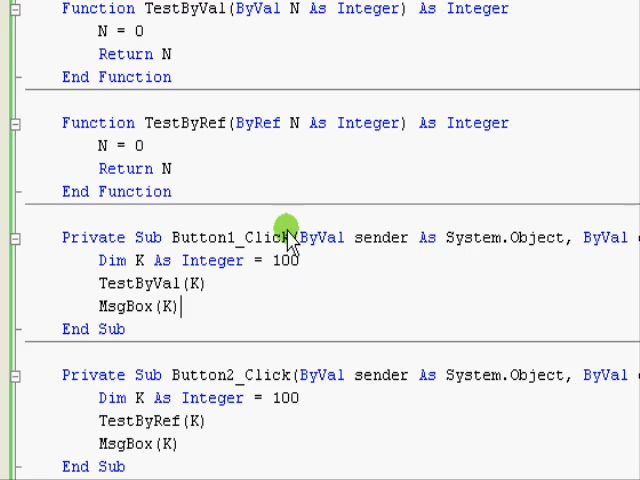 Function TestByVal(ByVal N As Integer) As Integer
N = 0
Return N
End Function
Function TestByRef(ByRef N As Integer) As Integer
N = 0
Return N
End Function
Private Sub Button1_Click(ByVal sender As System.Object, ByVal
Dim K As Integer = 100
TestByVal(K)
MsgBox(K)
End Sub
Private Sub Button2_Click(ByVal sender As System.Object, ByVal
Dim K As Integer = 100
TestByRef(K)
MsgBox(K)
End Sub